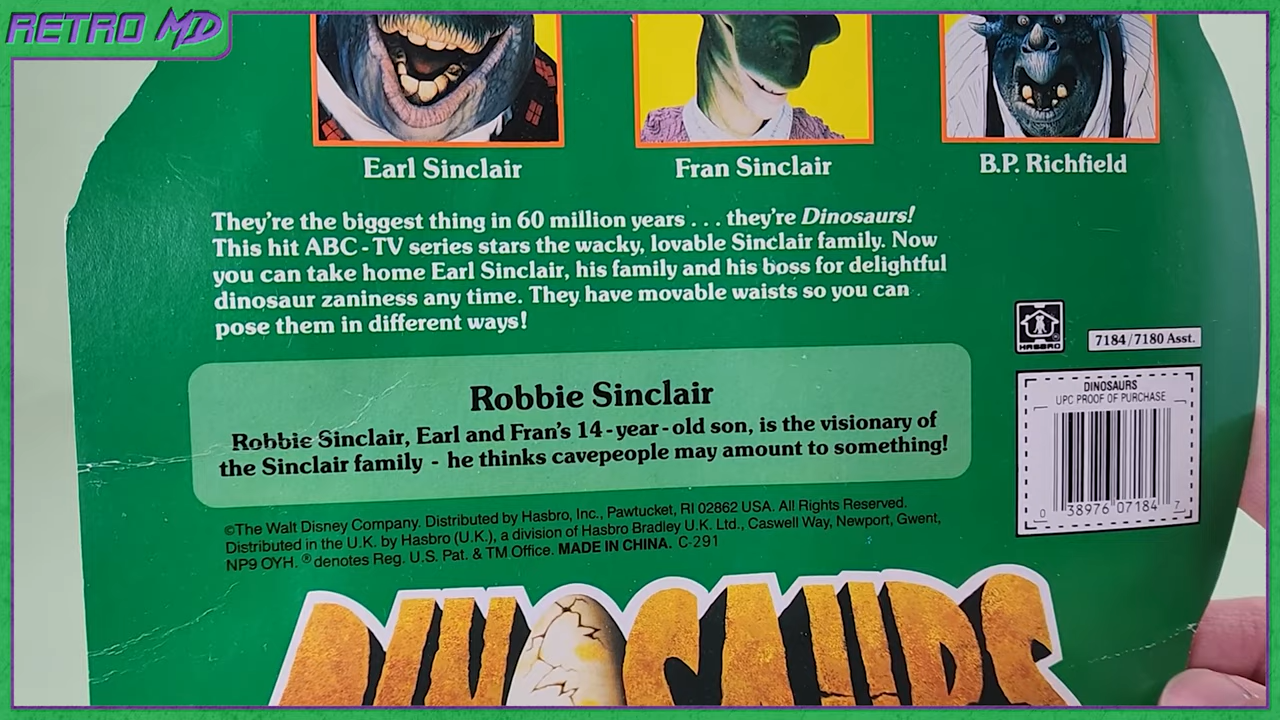 RETRO MD
Earl Sinclair
Fran Sinclair
B.P. Richfield
They're the biggest thing in 60 million years . . . they're Dinosaurs!
This hit ABC-TV series stars the wacky, lovable Sinclair family. Now
you can take home Earl Sinclair, his family and his boss for delightful
dinosaur zaniness any time. They have movable waists so you can
pose them in different ways!
HASBRO
7184/7180 Asst.
DINOSAURS
UPC PROOF OF PURCHASE
0 38976 07184 7
Robbie Sinclair
Robbie Sinclair, Earl and Fran's 14-year-old son, is the visionary of
the Sinclair family - he thinks cavepeople may amount to something!
©The Walt Disney Company. Distributed by Hasbro, Inc., Pawtucket, RI 02862 USA. All Rights Reserved.
Distributed in the U.K. by Hasbro (U.K.), a division of Hasbro Bradley U.K. Ltd., Caswell Way, Newport, Gwent,
NP9 OYH. ® denotes Reg. U.S. Pat. & TM Office. MADE IN CHINA. C-291
DINOSAURS